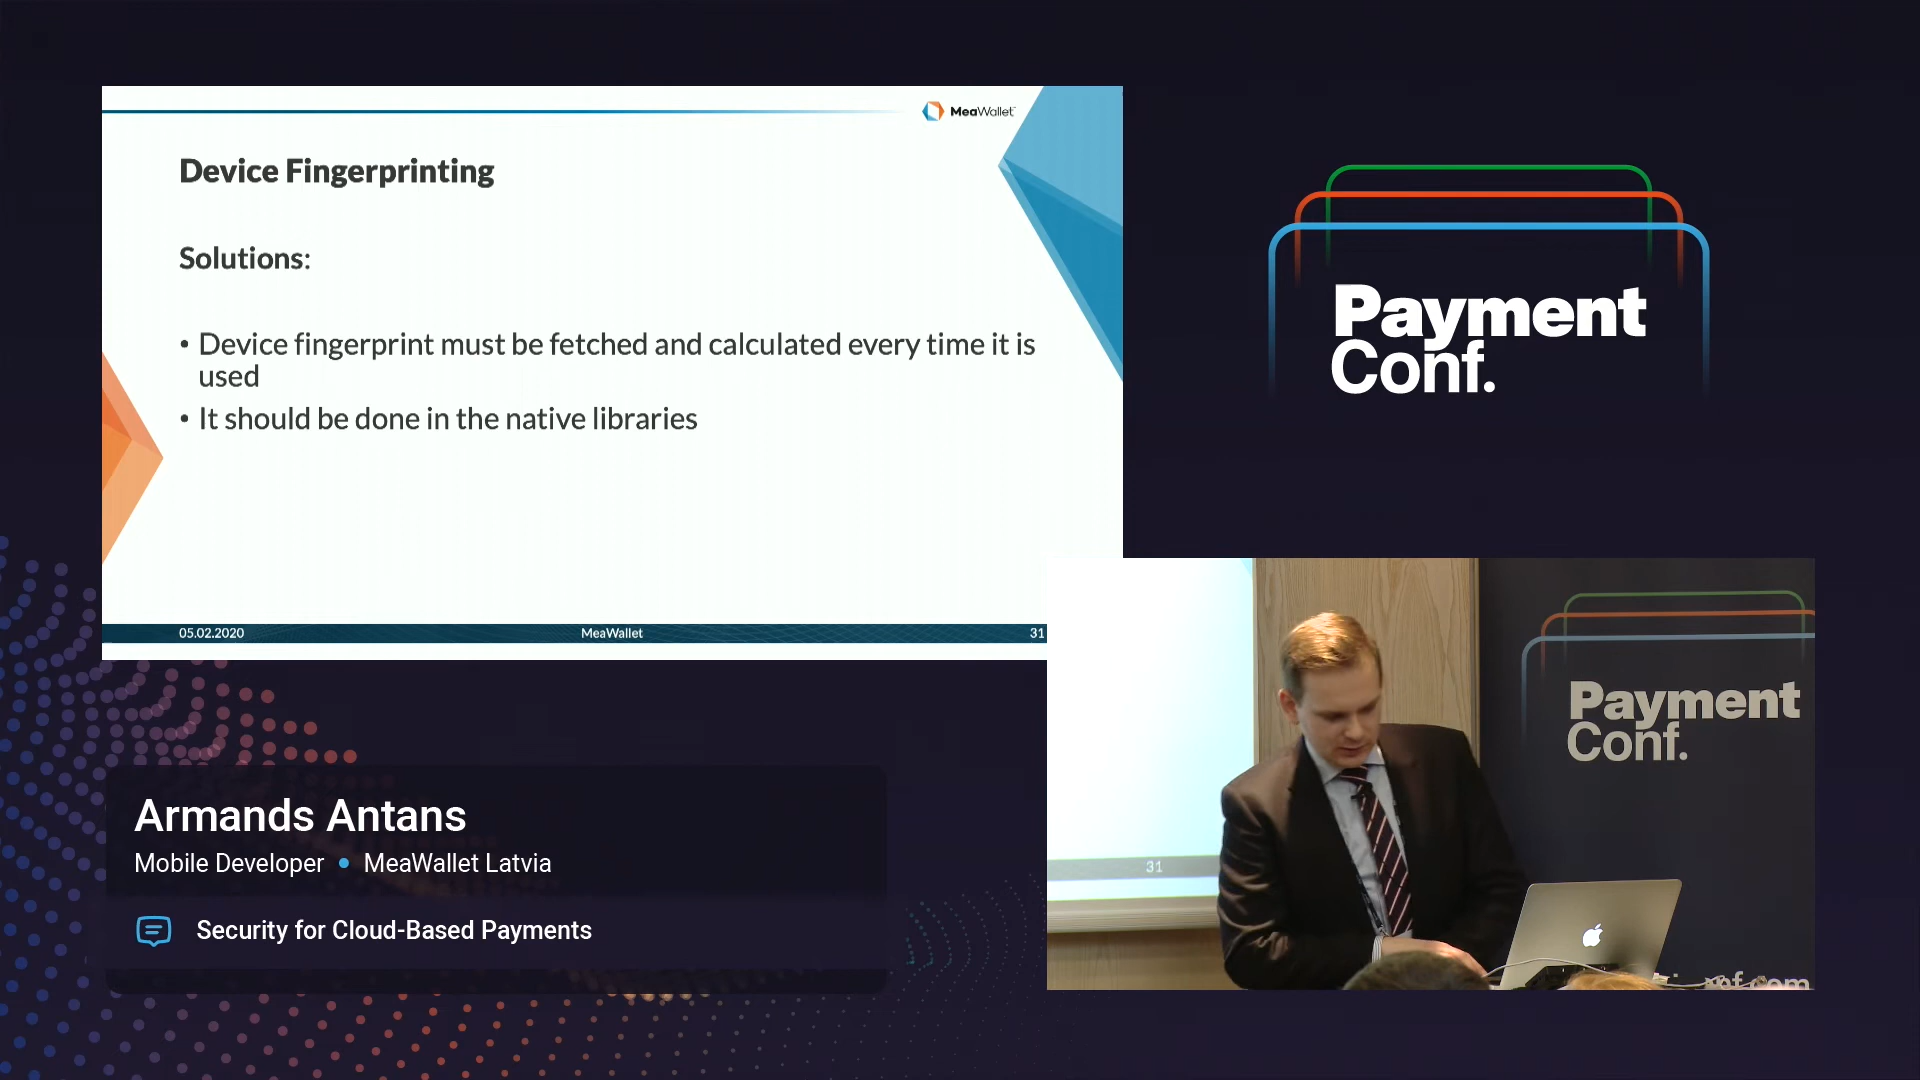 MeaWallet
Device Fingerprinting
Solutions:
• Device fingerprint must be fetched and calculated every time it is
used
• It should be done in the native libraries
05.02.2020 MeaWallet 31
Payment
Conf.
Payment
Conf.
31
Armands Antans
Mobile Developer • MeaWallet Latvia
Security for Cloud-Based Payments